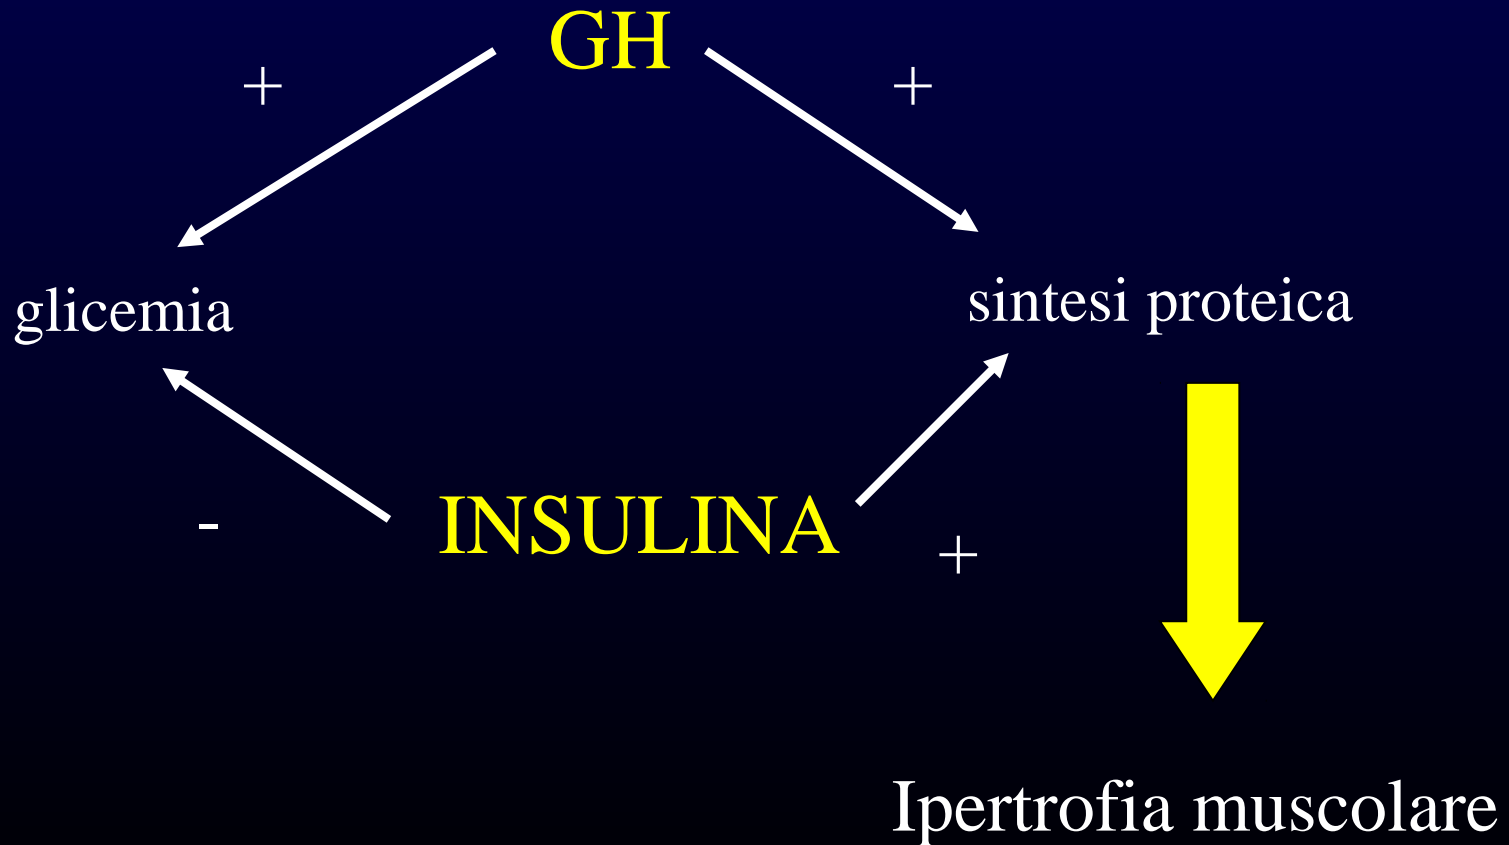 GH
+
+
glicemia
sintesi proteica
-
INSULINA
+
Ipertrofia muscolare